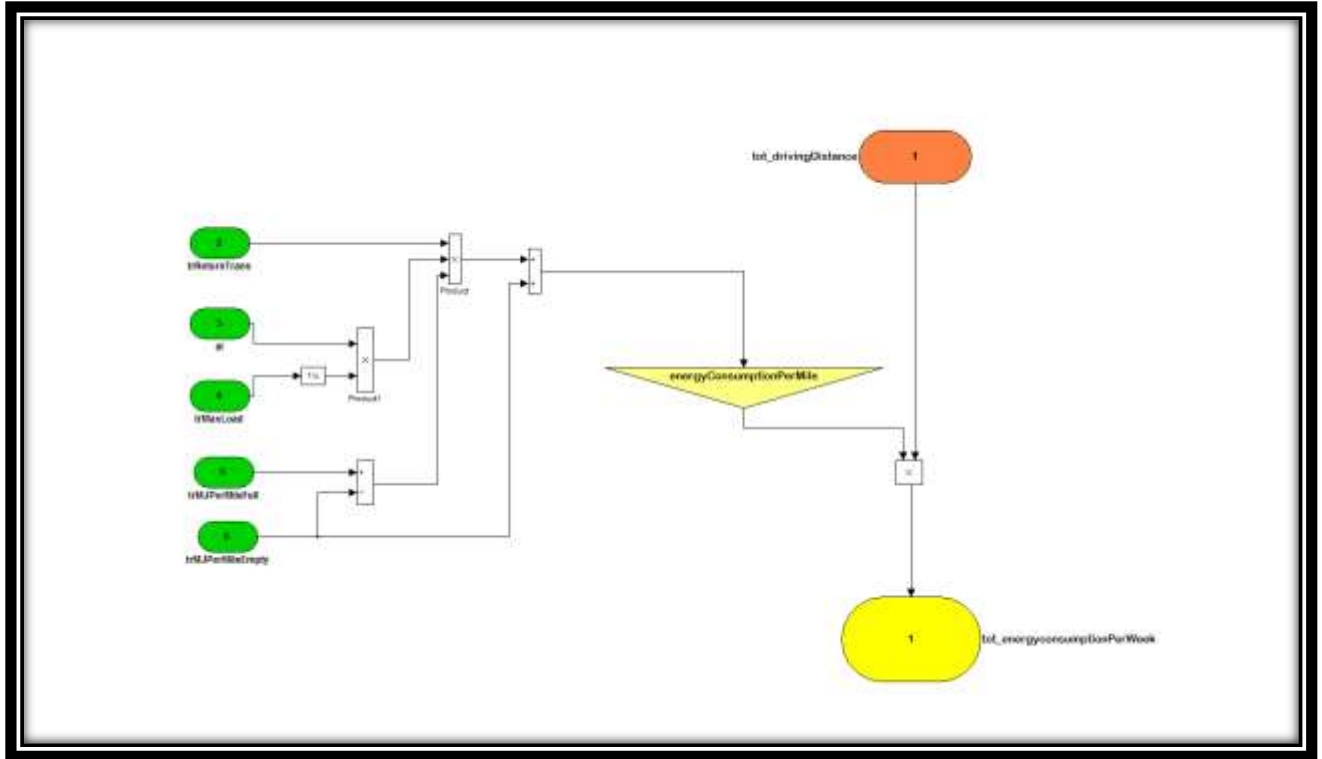 tot_drivingDistance
1
2
trReturnTrans
3
4
trMaxLoad
Product
Product1
5
trMJPerMileFull
6
trMJPerMileEmpty
energyConsumptionPerMile
1
tot_energyconsumptionPerWeek